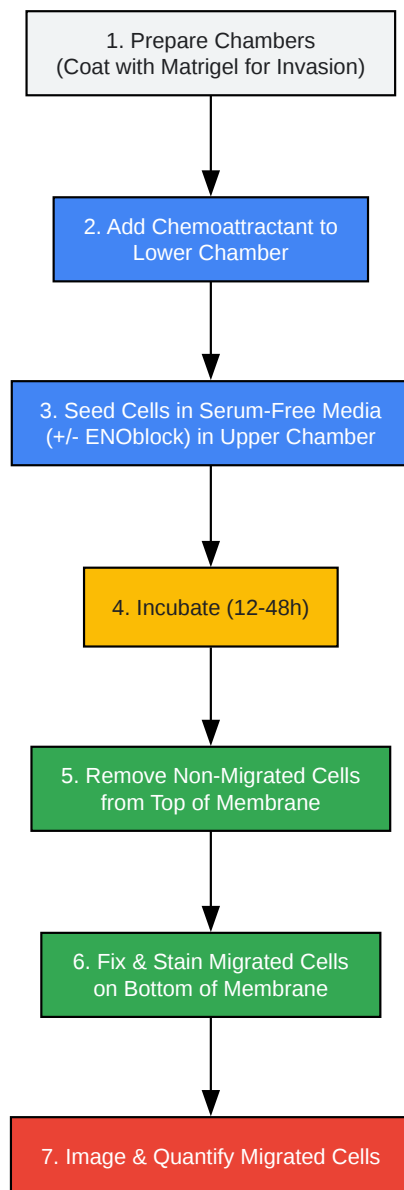 1. Prepare Chambers
(Coat with Matrigel for Invasion)
2. Add Chemoattractant to
Lower Chamber
3. Seed Cells in Serum-Free Media
(+/- ENOblock) in Upper Chamber
4. Incubate (12-48h)
5. Remove Non-Migrated Cells
from Top of Membrane
6. Fix & Stain Migrated Cells
on Bottom of Membrane
7. Image & Quantify Migrated Cells